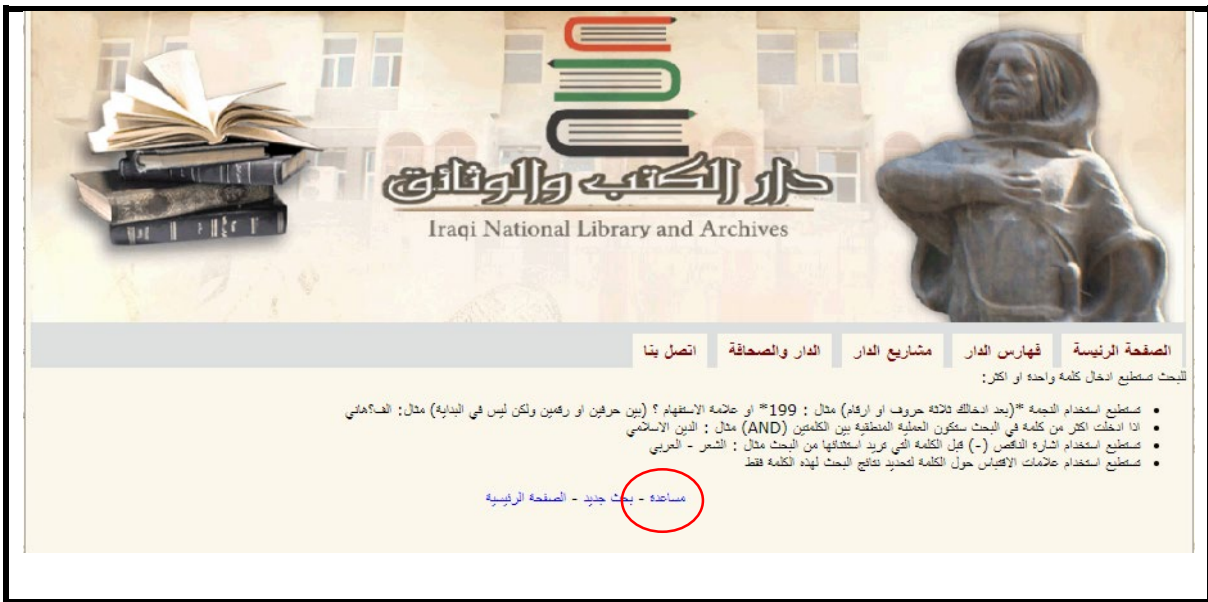 دار الكتب والوثائق
Iraqi National Library and Archives
الصفحة الرئيسة فهارس الدار مشاريع الدار الدار والصحافة اتصل بنا
للبحث تستطيع ادخال كلمة واحدة او اكثر:
تستطيع استخدام النجمة *(بعد ادخالك ثلاثة حروف او ارقام) مثال : 199* او علامة الاستفهام ? (بين حرفين او رقمين ولكن ليس في البداية) مثال: الف?هاني
اذا ادخلت اكثر من كلمة في البحث ستكون العملية المنطقية بين الكلمتين (AND) مثال : الدين الاسلامي
تستطيع استخدام اشارة الناقص (-) قبل الكلمة التي تريد استثنائها من البحث مثال : الشعر - العربي
تستطيع استخدام علامات الاقتباس حول الكلمة لتحديد نتائج البحث لهذه الكلمة فقط
مساعدة - بحث جديد - الصفحة الرئيسية